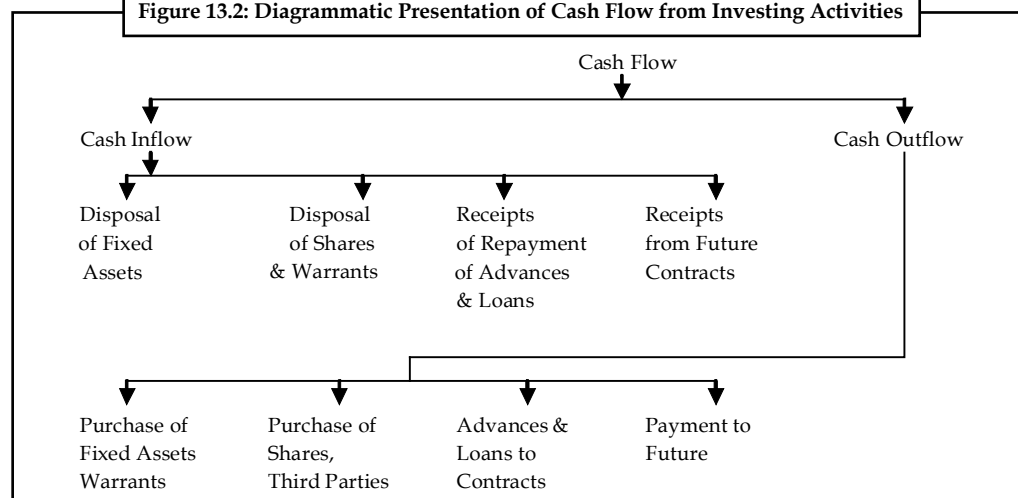 Figure 13.2: Diagrammatic Presentation of Cash Flow from Investing Activities
Cash Flow
Cash Inflow
Cash Outflow
Disposal
of Fixed
Assets
Disposal
of Shares
& Warrants
Receipts
of Repayment
of Advances
& Loans
Receipts
from Future
Contracts
Purchase of
Fixed Assets
Warrants
Purchase of
Shares,
Third Parties
Advances &
Loans to
Contracts
Payment to
Future